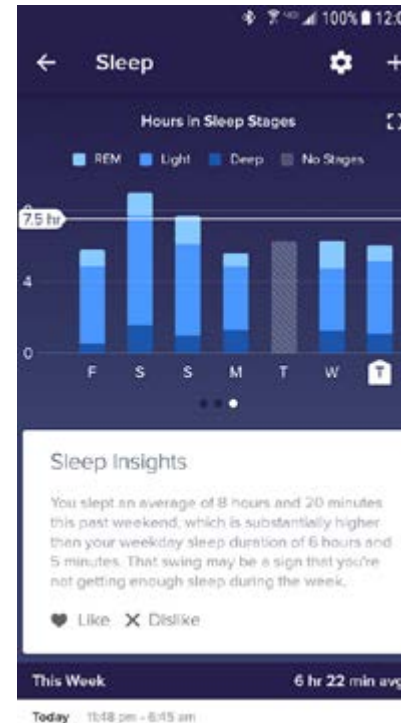 100% 12:0
Sleep
Hours in Sleep Stages
REM Light Deep No Stages
7.5 hr
4
0
F S S M T W T
Sleep Insights
You slept an average of 8 hours and 20 minutes
this past weekend, which is substantially higher
than your weekday sleep duration of 6 hours and
5 minutes. That swing may be a sign that you're
not getting enough sleep during the week.
Like Dislike
This Week 6 hr 22 min avg
Today 11:48 pm - 6:45 am